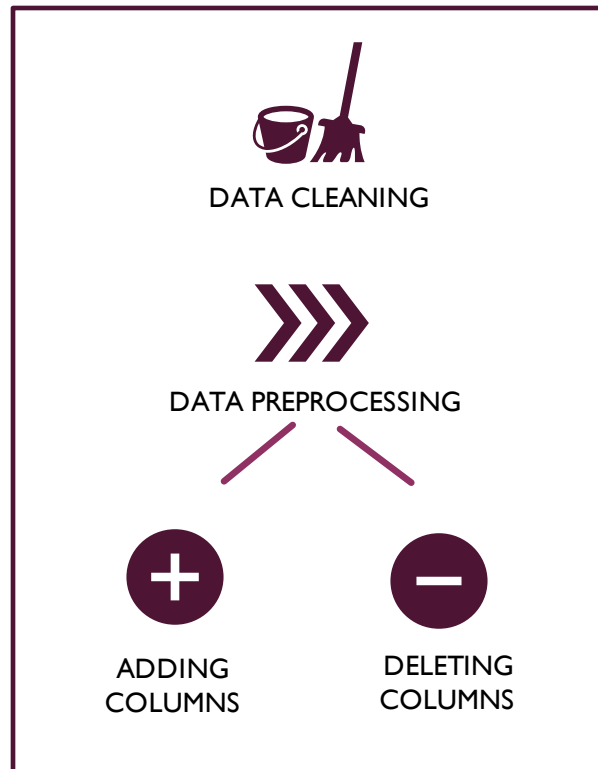 DATA CLEANING
DATA PREPROCESSING
ADDING
COLUMNS
DELETING
COLUMNS